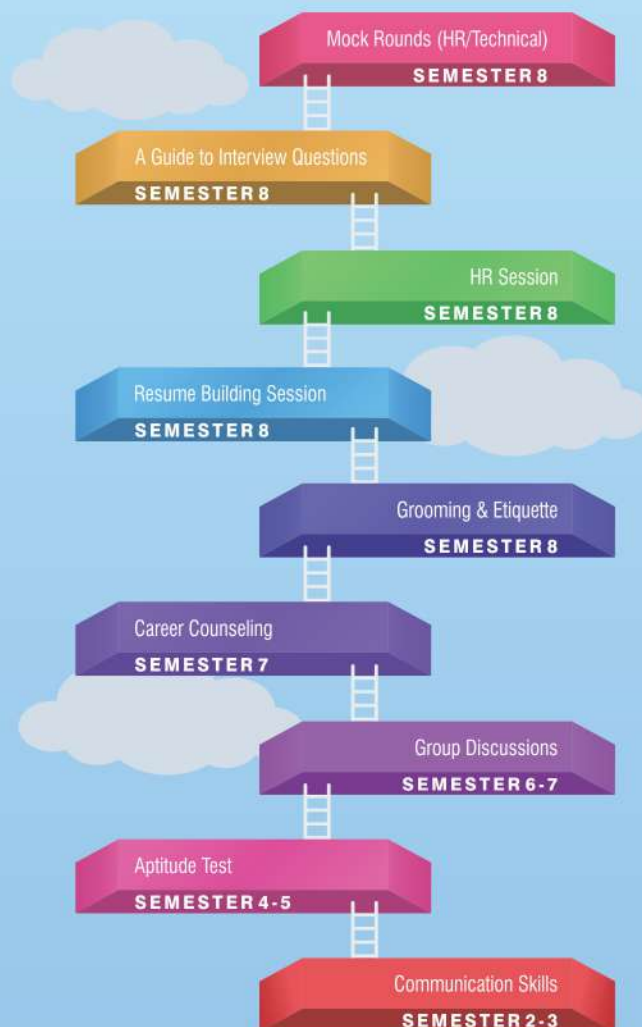 Mock Rounds (HR/Technical)
SEMESTER 8
A Guide to Interview Questions
SEMESTER 8
HR Session
SEMESTER 8
Resume Building Session
SEMESTER 8
Grooming & Etiquette
SEMESTER 8
Career Counseling
SEMESTER 7
Group Discussions
SEMESTER 6-7
Aptitude Test
SEMESTER 4-5
Communication Skills
SEMESTER 2-3